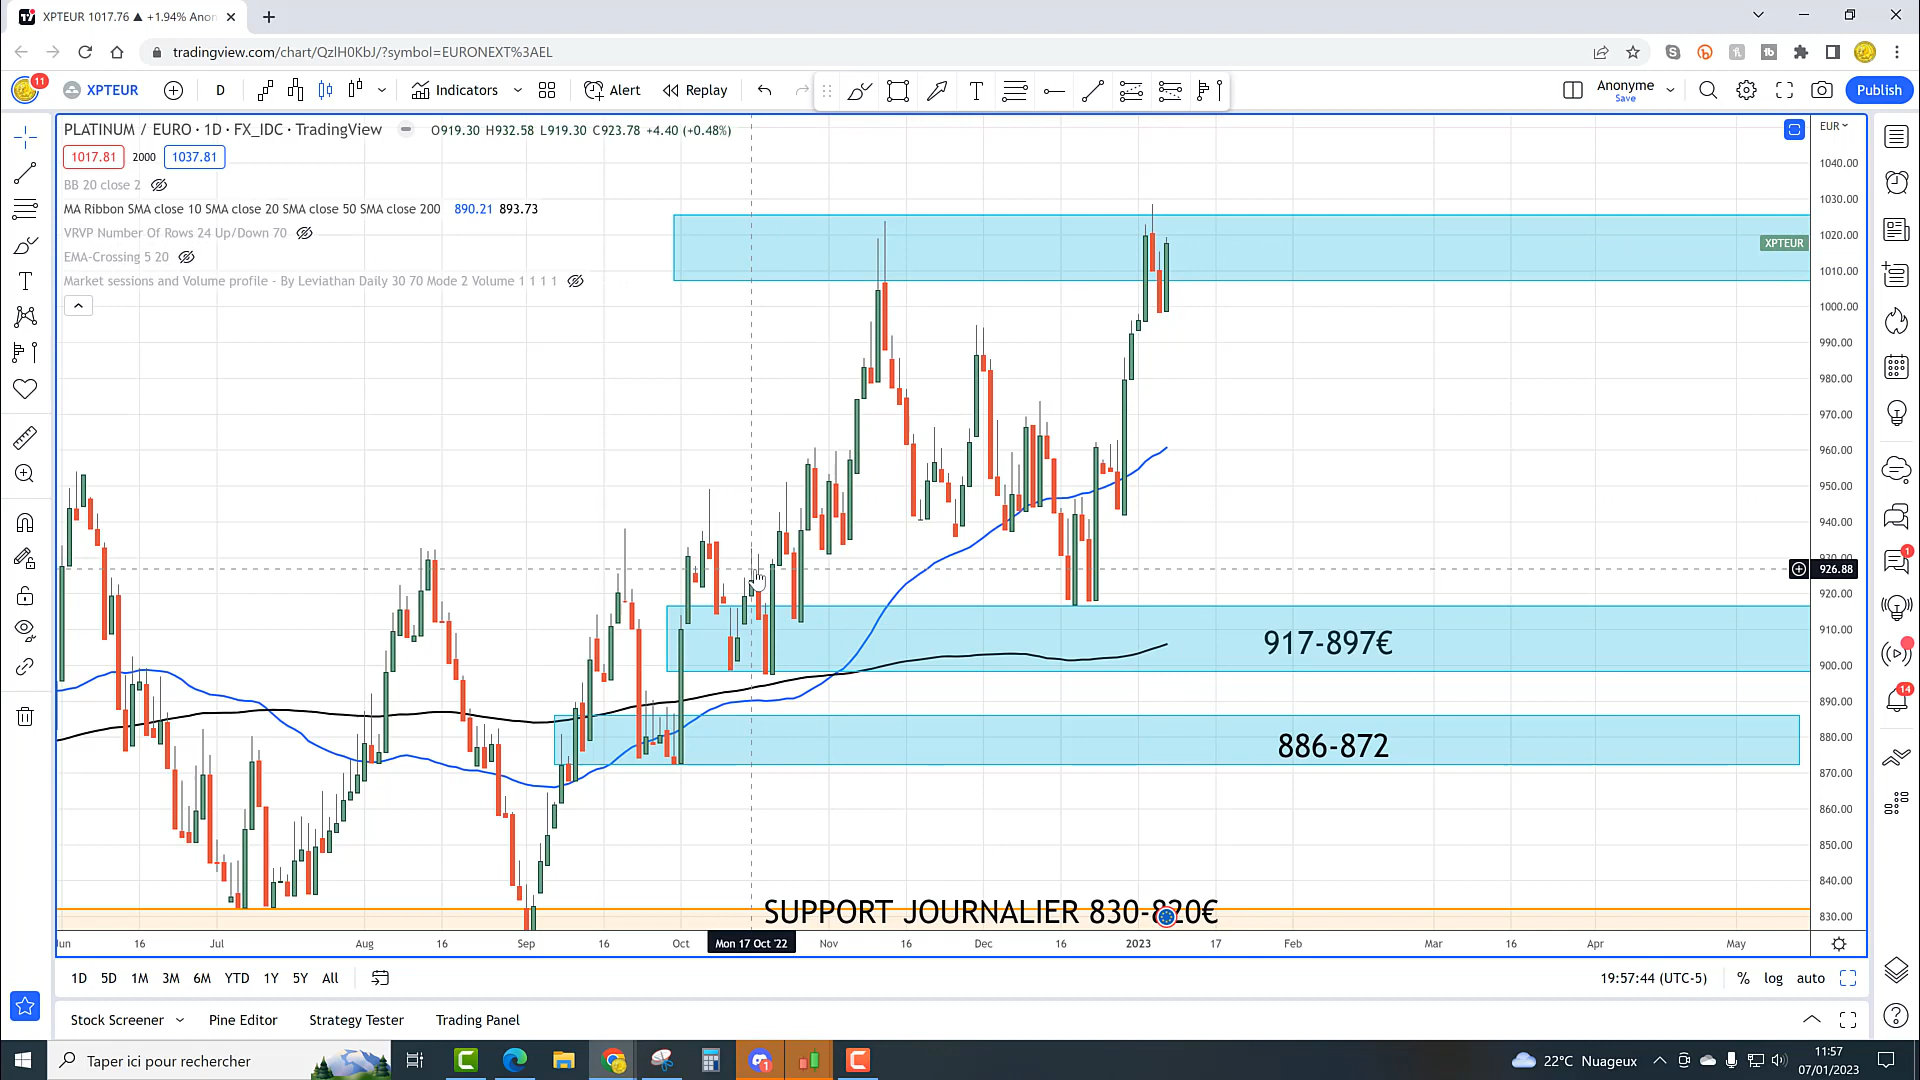 XPTEUR 1017.76 ▲ +1.94% Anon
tradingview.com/chart/QzlH0KbJ/?symbol=EURONEXT%3AEL
11
XPTEUR
D
Indicators
Alert
Replay
Anonyme
Save
Publish
PLATINUM / EURO · 1D · FX_IDC · TradingView
O919.30 H932.58 L919.30 C923.78 +4.40 (+0.48%)
EUR
1017.81 2000 1037.81
BB 20 close 2
MA Ribbon SMA close 10 SMA close 20 SMA close 50 SMA close 200 890.21 893.73
VRVP Number Of Rows 24 Up/Down 70
EMA-Crossing 5 20
Market sessions and Volume profile - By Leviathan Daily 30 70 Mode 2 Volume 1 1 1 1
1040.00
1030.00
1020.00
XPTEUR
1010.00
1000.00
990.00
980.00
970.00
960.00
950.00
940.00
930.00
926.88
920.00
910.00
900.00
890.00
880.00
870.00
860.00
850.00
840.00
830.00
917-897€
886-872
SUPPORT JOURNALIER 830-820€
1
14
Jun 16 Jul Aug 16 Sep 16 Oct Mon 17 Oct '22 Nov 16 Dec 16 2023 17 Feb Mar 16 Apr May
1D 5D 1M 3M 6M YTD 1Y 5Y All
19:57:44 (UTC-5)
% log auto
Stock Screener
Pine Editor
Strategy Tester
Trading Panel
Taper ici pour rechercher
1
22°C Nuageux
11:57
07/01/2023